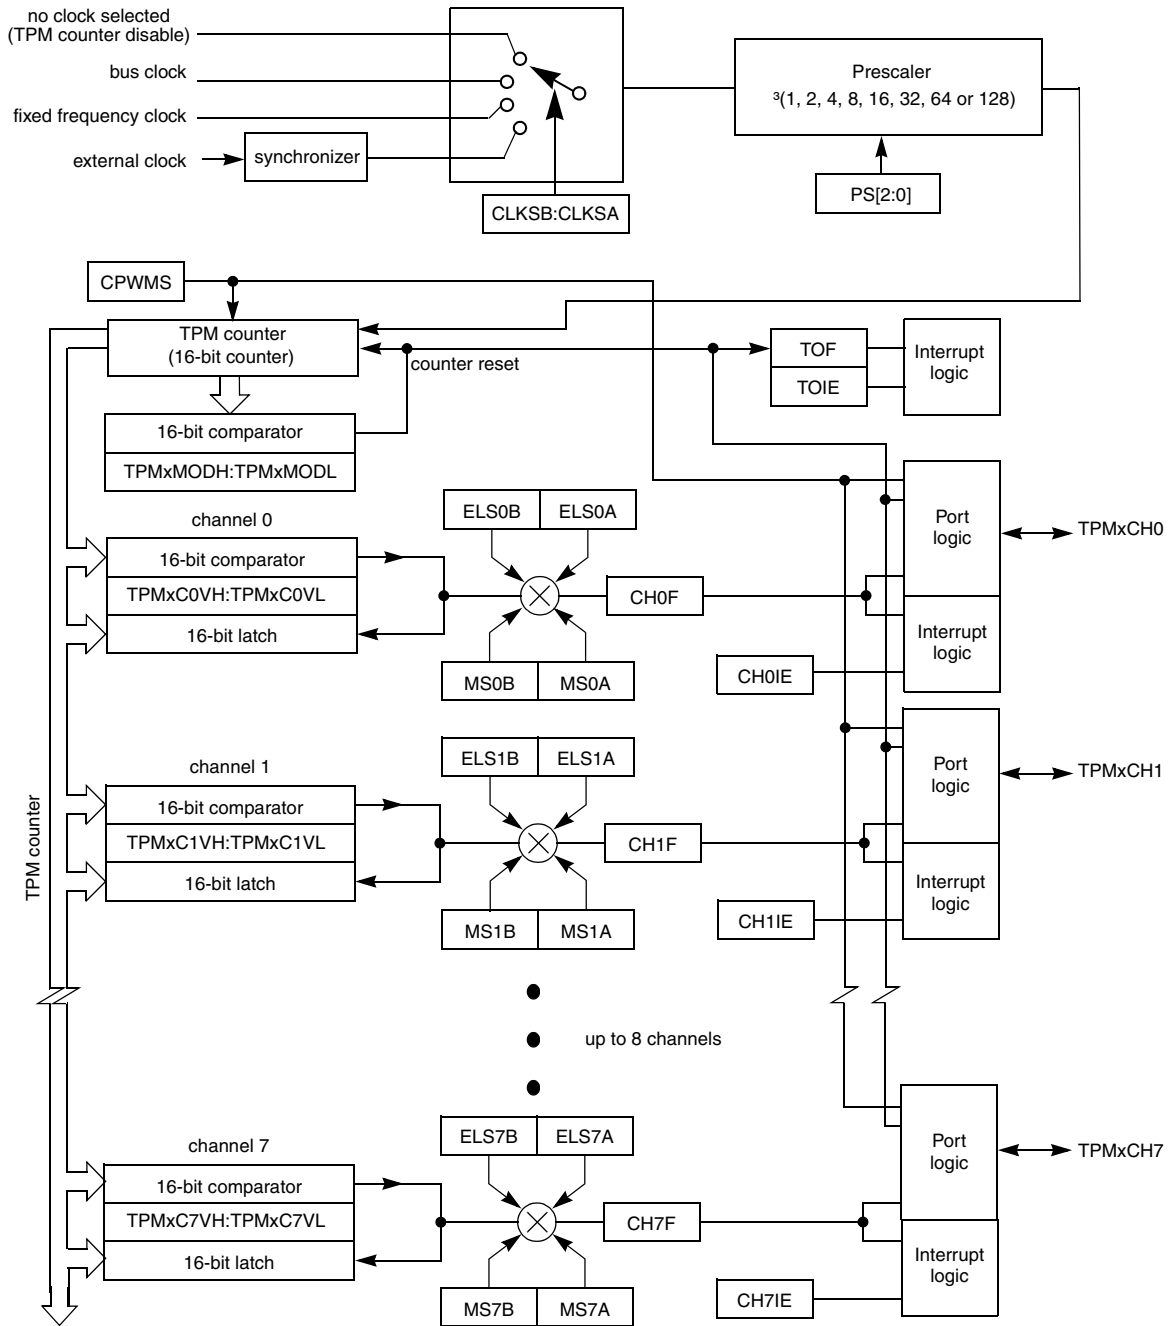 no clock selected
(TPM counter disable)
bus clock
fixed frequency clock
external clock
synchronizer
CLKSB:CLKSA
Prescaler
³(1, 2, 4, 8, 16, 32, 64 or 128)
PS[2:0]
CPWMS
TPM counter
(16-bit counter)
counter reset
TOF
TOIE
Interrupt
logic
16-bit comparator
TPMxMODH:TPMxMODL
channel 0
16-bit comparator
TPMxC0VH:TPMxC0VL
16-bit latch
ELS0B
ELS0A
MS0B
MS0A
CH0F
CH0IE
Port
logic
Interrupt
logic
TPMxCH0
channel 1
16-bit comparator
TPMxC1VH:TPMxC1VL
16-bit latch
ELS1B
ELS1A
MS1B
MS1A
CH1F
CH1IE
Port
logic
Interrupt
logic
TPMxCH1
TPM counter
up to 8 channels
channel 7
16-bit comparator
TPMxC7VH:TPMxC7VL
16-bit latch
ELS7B
ELS7A
MS7B
MS7A
CH7F
CH7IE
Port
logic
Interrupt
logic
TPMxCH7